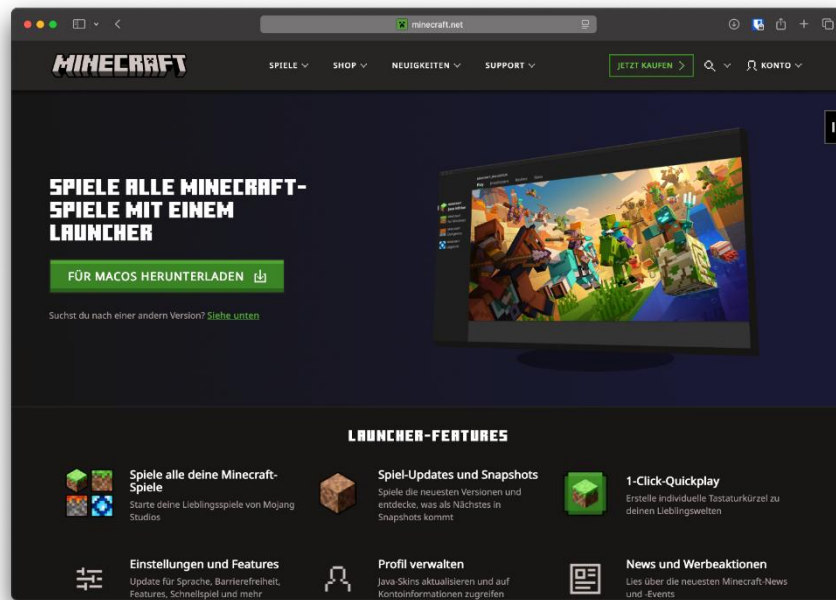 minecraft.net
MINECRAFT
SPIELE
SHOP
NEUIGKEITEN
SUPPORT
JETZT KAUFEN
KONTO
SPIELE ALLE MINECRAFT-
SPIELE MIT EINEM
LAUNCHER
FÜR MACOS HERUNTERLADEN
Suchst du nach einer andern Version? Siehe unten
LAUNCHER-FEATURES
Spiele alle deine Minecraft-
Spiele
Starte deine Lieblingsspiele von Mojang
Studios
Spiel-Updates und Snapshots
Spiele die neuesten Versionen und
entdecke, was als Nächstes in
Snapshots kommt
1-Click-Quickplay
Erstelle individuelle Tastaturkürzel zu
deinen Lieblingswelten
Einstellungen und Features
Update für Sprache, Barrierefreiheit,
Features, Schnellspiel und mehr
Profil verwalten
Java-Skins aktualisieren und auf
Kontoinformationen zugreifen
News und Werbeaktionen
Lies über die neuesten Minecraft-News
und -Events